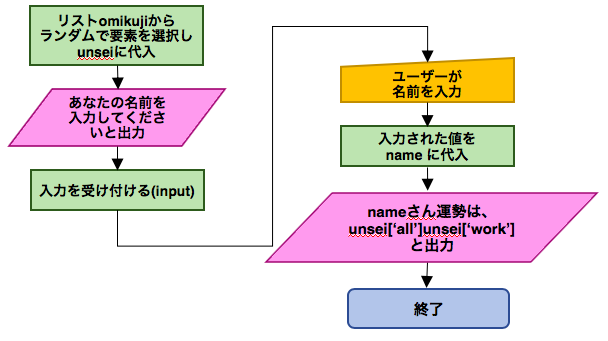 リストomikujiから
ランダムで要素を選択し
unseiに代入
あなたの名前を
入力してくださ
いと出力
入力を受け付ける(input)
ユーザーが
名前を入力
入力された値を
name に代入
nameさん運勢は、
unsei[‘all’]unsei[‘work’]
と出力
終了